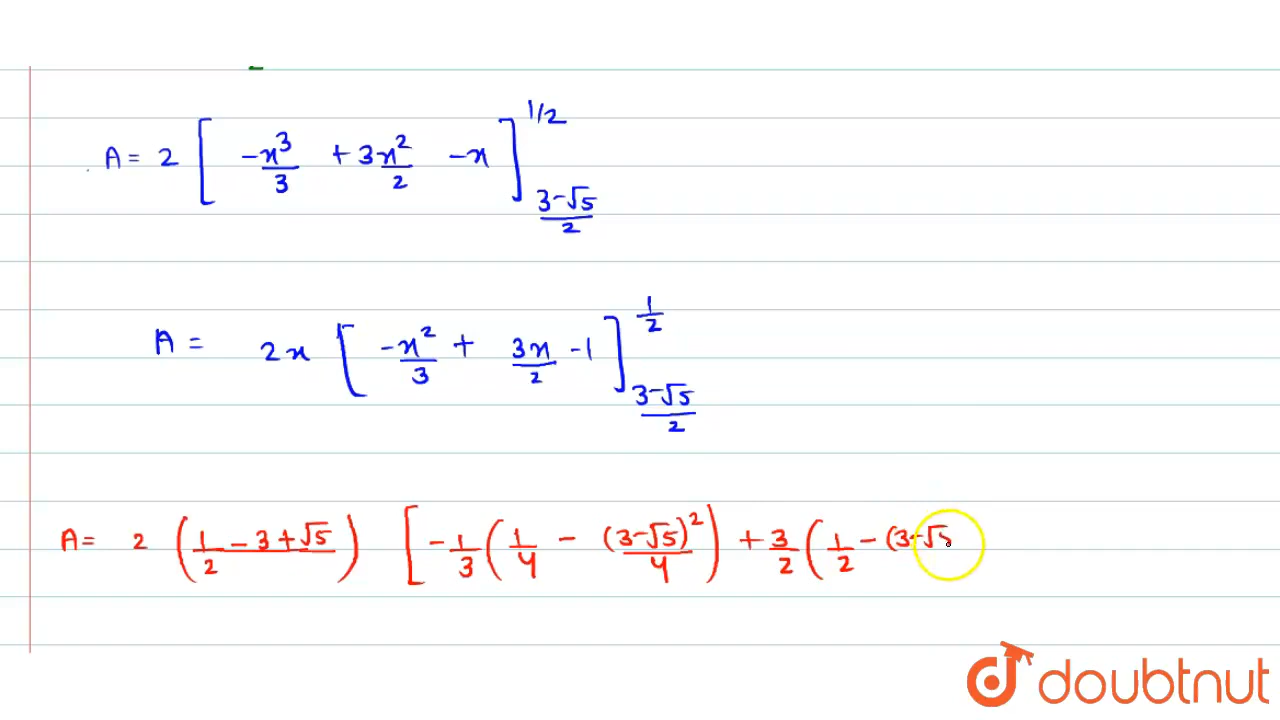 A = 2 [ -x³/3 + 3x²/2 - x ] 1/2 (3-√5)/2
A = 2x [ -x²/3 + 3x/2 - 1 ] 1/2 (3-√5)/2
A = 2 ( (1 - 3 + √5)/2 ) [ -1/3 ( 1/4 - (3-√5)²/4 ) + 3/2 ( 1/2 - (3-√5
doubtnut